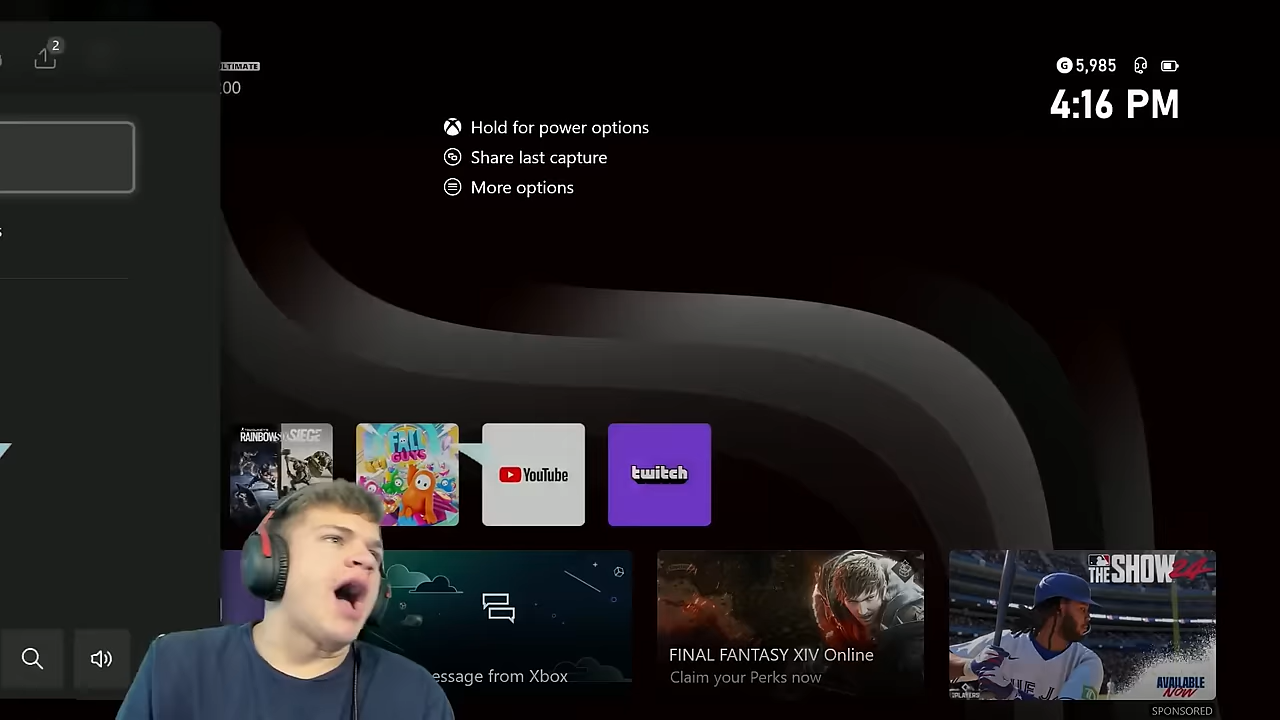 2
ULTIMATE
:00
G 5,985
4:16 PM
Hold for power options
Share last capture
More options
RAINBOW SIEGE
FALL
GUYS
YouTube
twitch
essage from Xbox
FINAL FANTASY XIV Online
Claim your Perks now
MLB
THE SHOW 24
AVAILABLE
NOW
SPONSORED